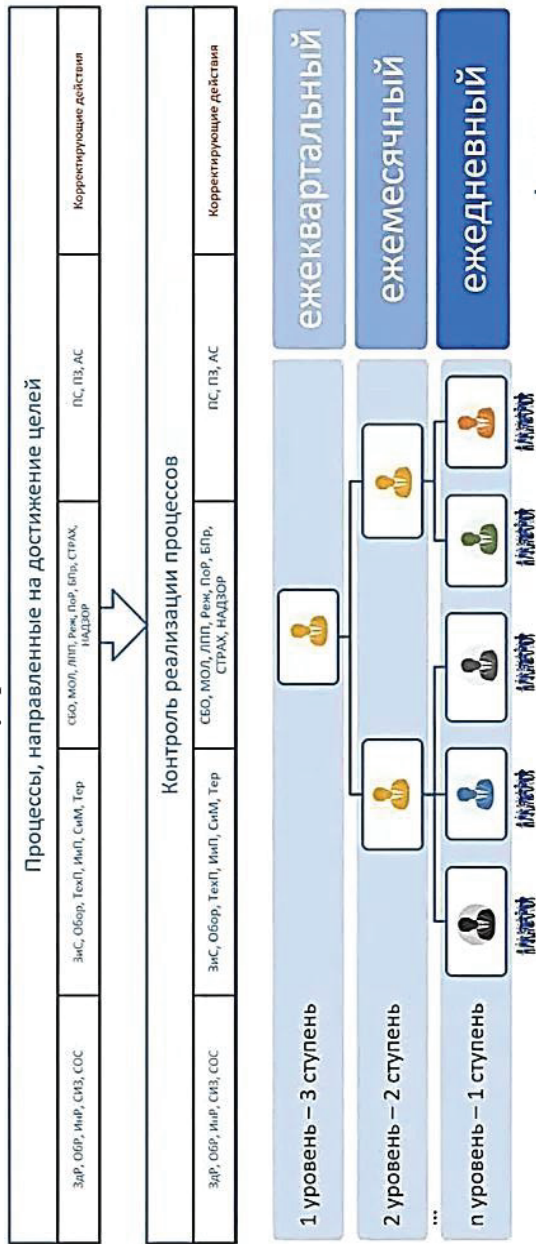 Процессы, направленные на достижение целей
ЗдР, ОбР, ИнР, СИЗ, СОС
ЗиС, Обор, ТехП, ИиП, СиМ, Тер
СБО, МОЛ, ЛПП, Реж, ПоР, БПр, СТРАХ,
НАДЗОР
ПС, ПЗ, АС
Корректирующие действия
Контроль реализации процессов
ЗдР, ОбР, ИнР, СИЗ, СОС
ЗиС, Обор, ТехП, ИиП, СиМ, Тер
СБО, МОЛ, ЛПП, Реж, ПоР, БПр,
СТРАХ, НАДЗОР
ПС, ПЗ, АС
Корректирующие действия
1 уровень – 3 ступень
ежеквартальный
2 уровень – 2 ступень
ежемесячный
...
n уровень – 1 ступень
ежедневный